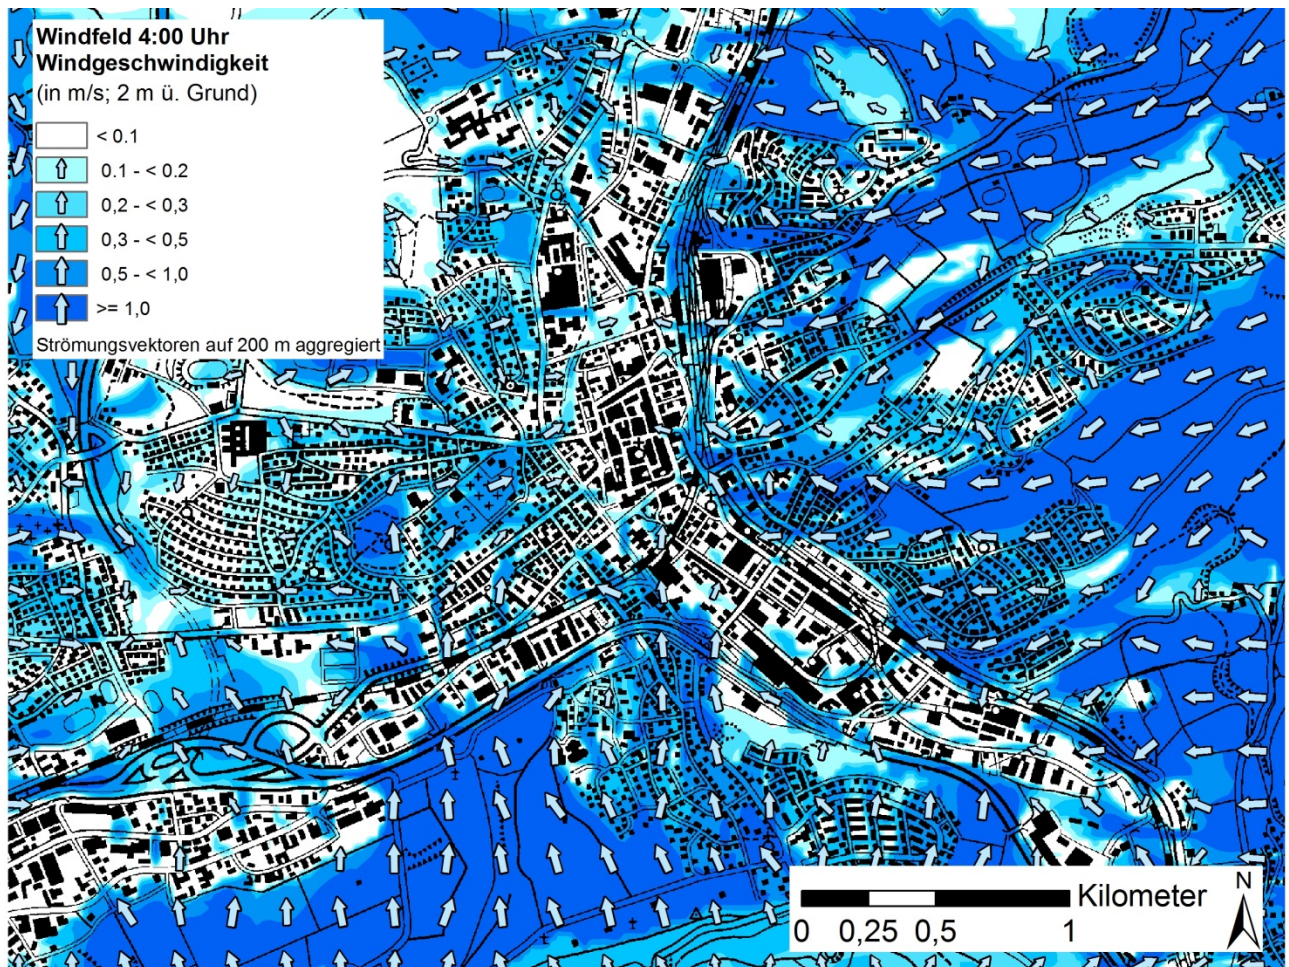 Windfeld 4:00 Uhr
Windgeschwindigkeit
(in m/s; 2 m ü. Grund)
< 0.1
0.1 - < 0.2
0,2 - < 0,3
0,3 - < 0,5
0,5 - < 1,0
>= 1,0
Strömungsvektoren auf 200 m aggregiert
Kilometer
0 0,25 0,5 1
N